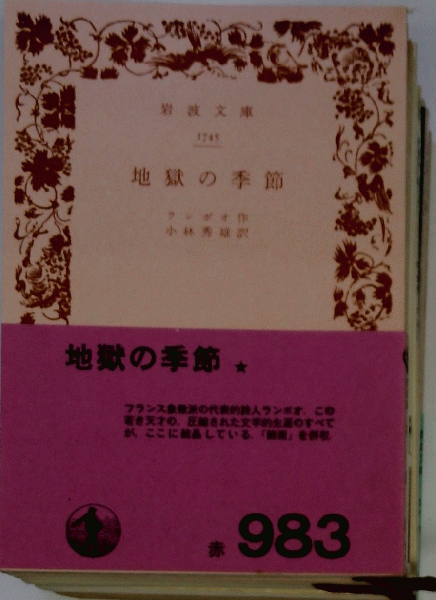 岩波文庫
1745
地獄の季節
ランボオ作
小林秀雄訳
地獄の季節 ★
フランス象徴派の代表的詩人ランボオ．この
若き天才の，圧縮された文学的生涯のすべて
が，ここに結晶している．「飾画」を併収．
赤 983